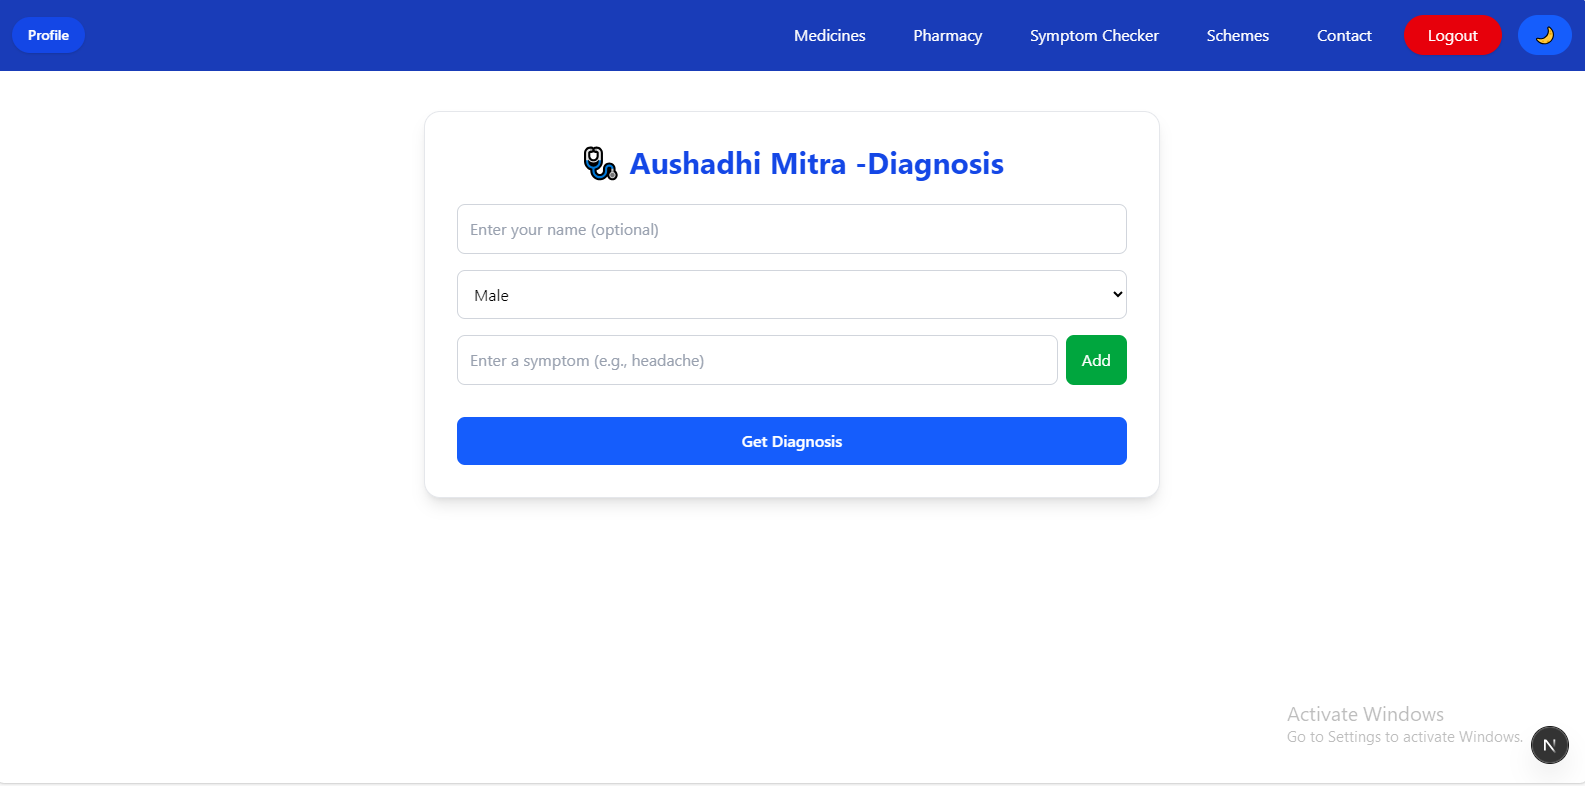 Profile
Medicines
Pharmacy
Symptom Checker
Schemes
Contact
Logout
Aushadhi Mitra -Diagnosis
Enter your name (optional)
Male
Enter a symptom (e.g., headache)
Add
Get Diagnosis
Activate Windows
Go to Settings to activate Windows.
N